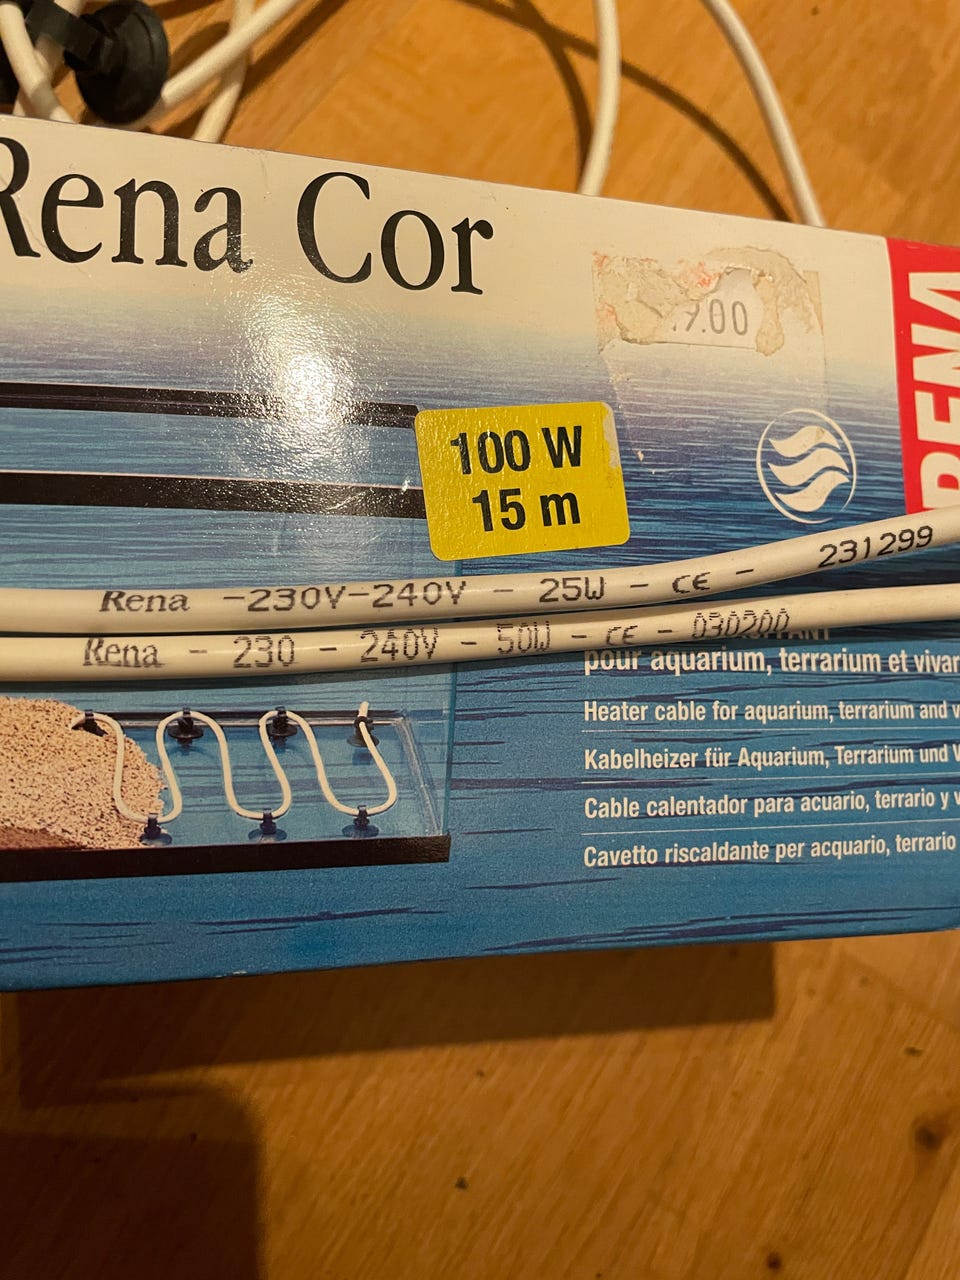 Rena Cor
9.00
RENA
100 W
15 m
Rena -230V-240V - 25W - CE - 231299
Rena - 230 - 240V - 50W - CE - 030200
pour aquarium, terrarium et vivar
Heater cable for aquarium, terrarium and v
Kabelheizer für Aquarium, Terrarium und V
Cable calentador para acuario, terrario y v
Cavetto riscaldante per acquario, terrario